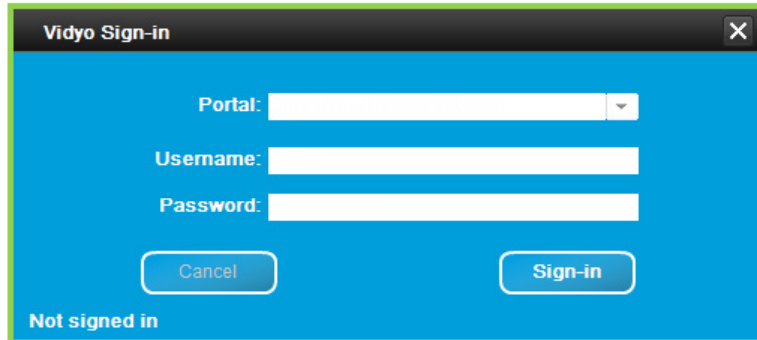 Vidyo Sign-in
Portal:
Username:
Password:
Cancel Sign-in
Not signed in